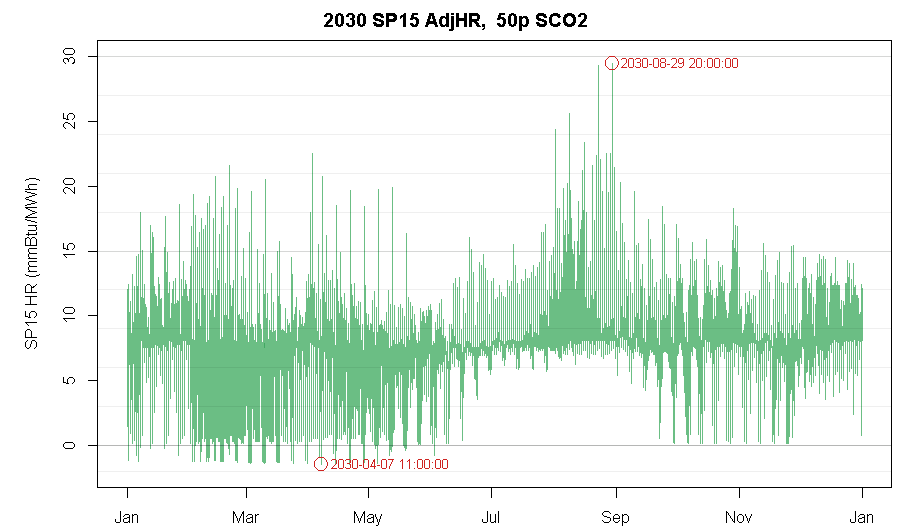 2030 SP15 AdjHR, 50p SCO2
SP15 HR (mmBtu/MWh)
30
25
20
15
10
5
0
2030-08-29 20:00:00
2030-04-07 11:00:00
Jan
Mar
May
Jul
Sep
Nov
Jan